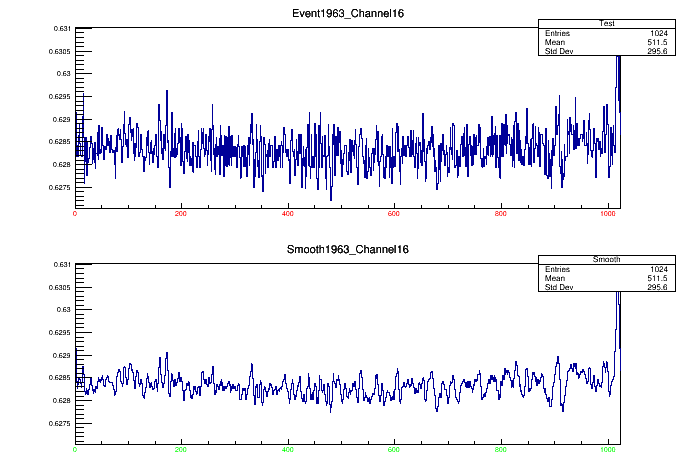 Event1963_Channel16
Test
Entries 1024
Mean 511.5
Std Dev 295.6
0.631
0.6305
0.63
0.6295
0.629
0.6285
0.628
0.6275
0 200 400 600 800 1000
Smooth1963_Channel16
Smooth
Entries 1024
Mean 511.5
Std Dev 295.6
0.631
0.6305
0.63
0.6295
0.629
0.6285
0.628
0.6275
0 200 400 600 800 1000